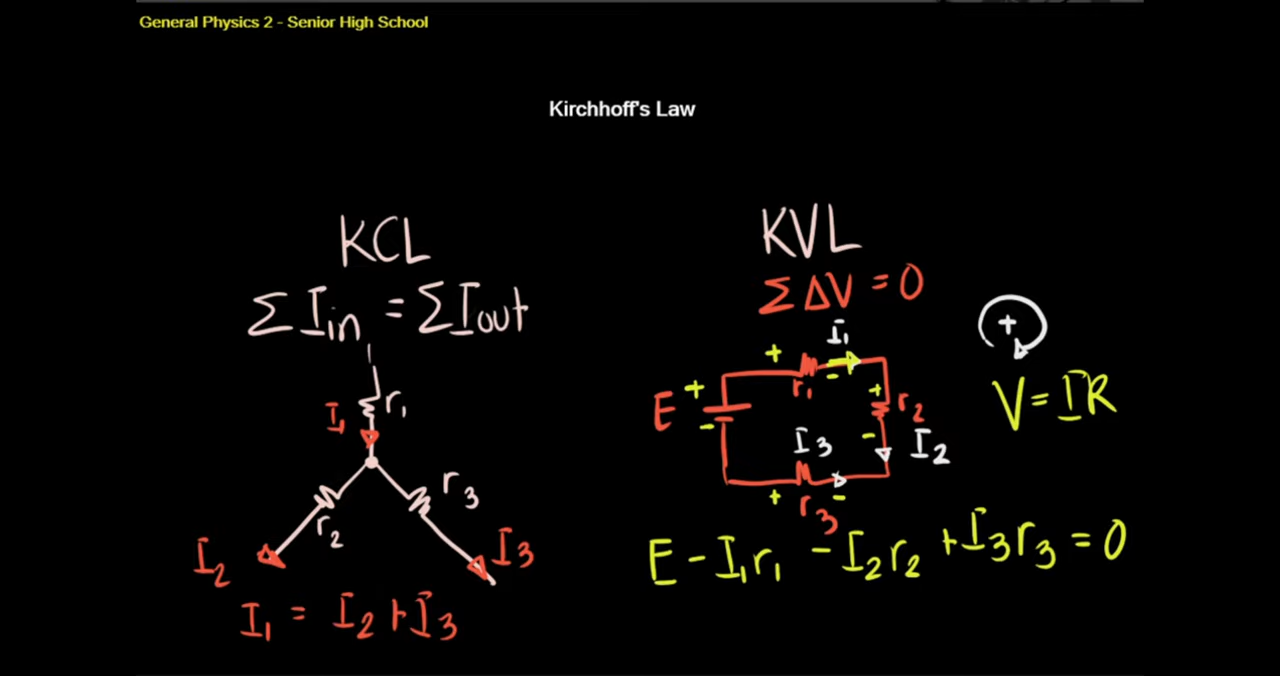 General Physics 2 - Senior High School
Kirchhoff's Law
KCL
ΣIin = ΣIout
I1
r1
r2
r3
I2
I3
I1 = I2 + I3
KVL
ΣΔV = 0
I1
+
+
-
r1
E
+
-
+
r2
-
I2
I3
+
-
r3
+
V = IR
E - I1r1 - I2r2 + I3r3 = 0